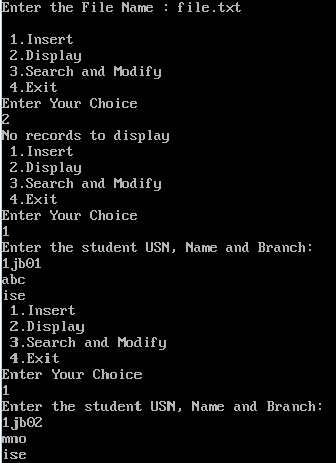 Enter the File Name : file.txt
1.Insert
2.Display
3.Search and Modify
4.Exit
Enter Your Choice
2
No records to display
1.Insert
2.Display
3.Search and Modify
4.Exit
Enter Your Choice
1
Enter the student USN, Name and Branch:
1jb01
abc
ise
1.Insert
2.Display
3.Search and Modify
4.Exit
Enter Your Choice
1
Enter the student USN, Name and Branch:
1jb02
mno
ise